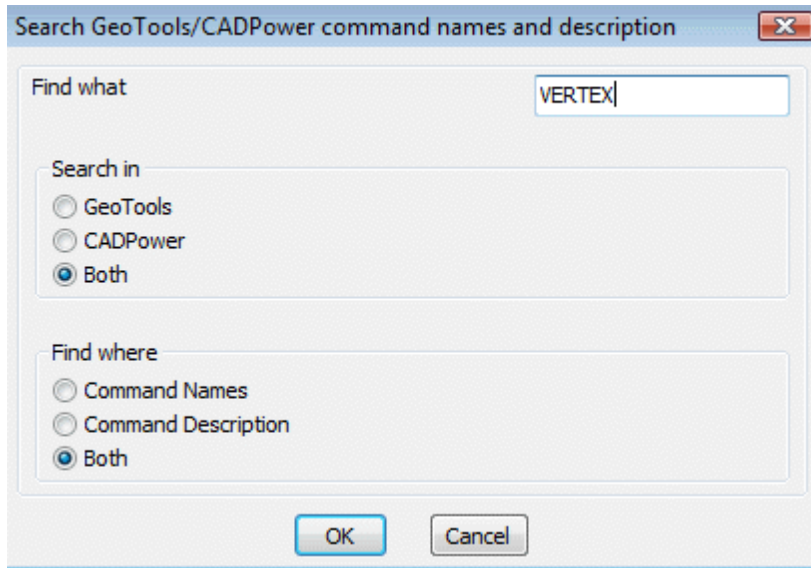 Search GeoTools/CADPower command names and description
Find what VERTEX
Search in
GeoTools
CADPower
Both
Find where
Command Names
Command Description
Both
OK Cancel